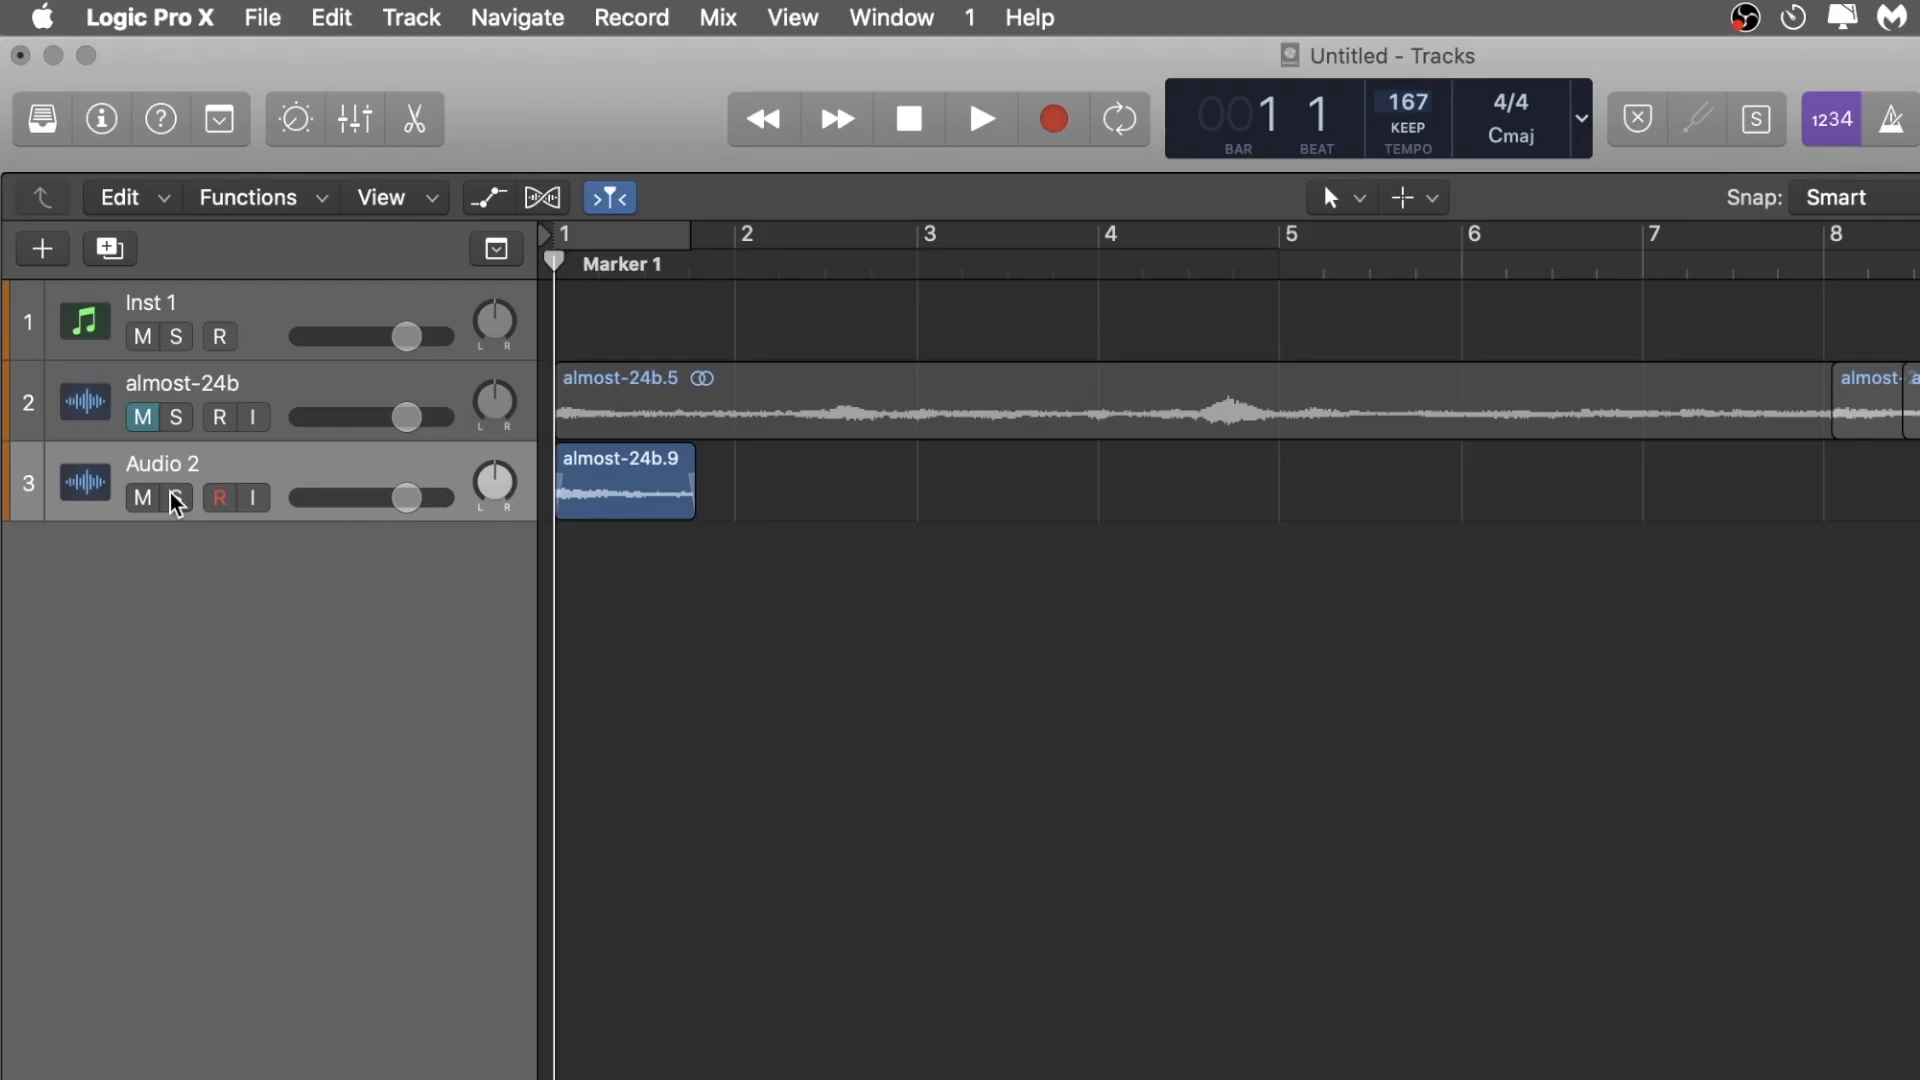 Logic Pro X File Edit Track Navigate Record Mix View Window 1 Help
Untitled - Tracks
001 1 167 4/4
KEEP Cmaj
BAR BEAT TEMPO
S 1234
Edit Functions View Snap: Smart
1 2 3 4 5 6 7 8
Marker 1
1 Inst 1
M S R
L R
2 almost-24b
M S R I
L R
almost-24b.5 almost-
3 Audio 2
M S R I
L R
almost-24b.9